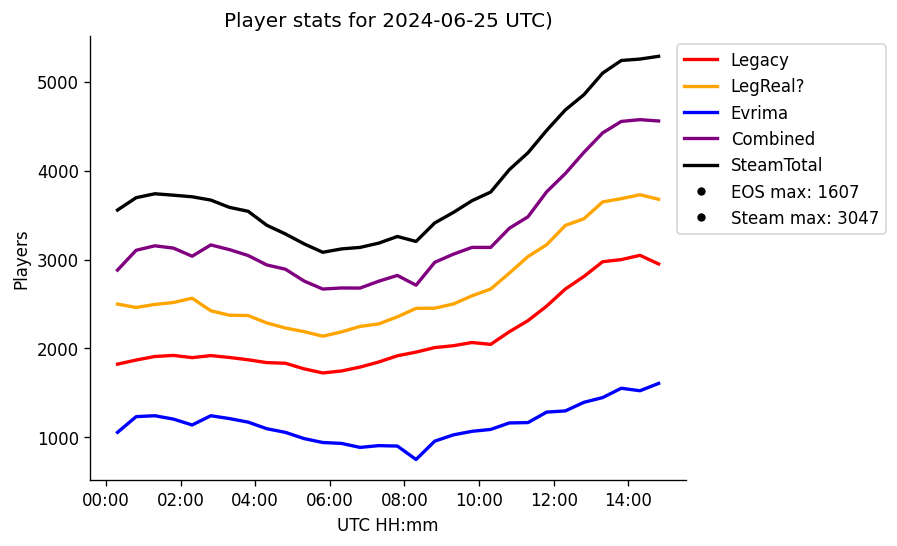 Player stats for 2024-06-25 UTC)
Players
5000
4000
3000
2000
1000
00:00 02:00 04:00 06:00 08:00 10:00 12:00 14:00
UTC HH:mm
Legacy
LegReal?
Evrima
Combined
SteamTotal
EOS max: 1607
Steam max: 3047